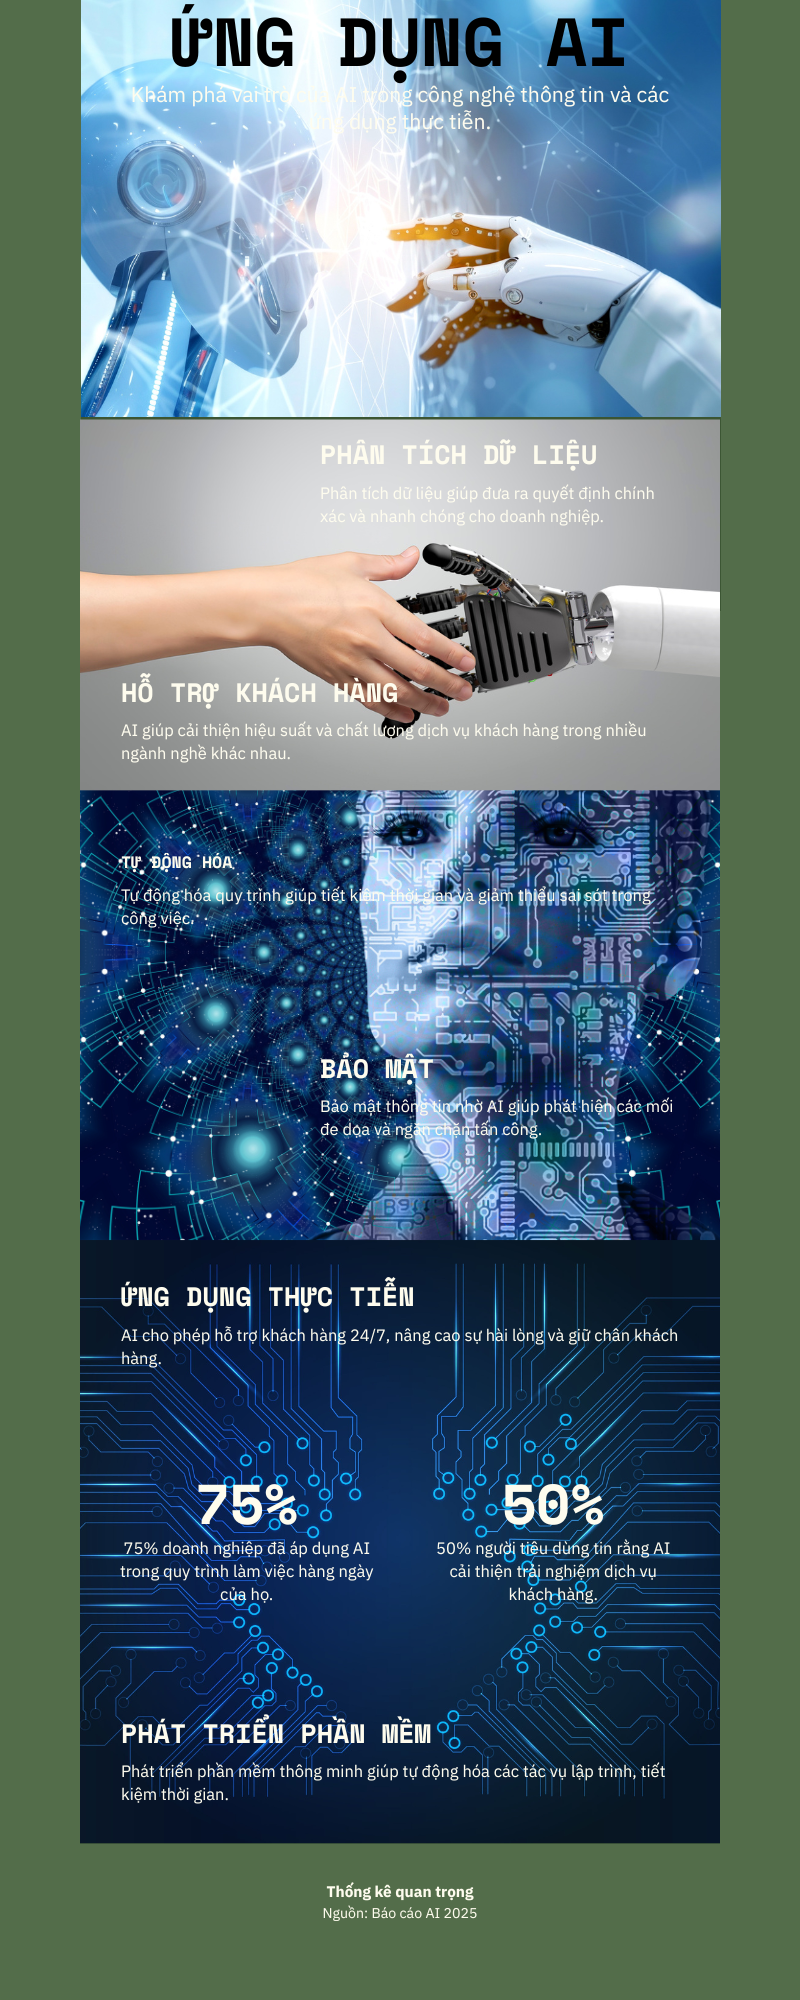 ỨNG DỤNG AI
Khám phá vai trò của AI trong công nghệ thông tin và các
ứng dụng thực tiễn.
PHÂN TÍCH DỮ LIỆU
Phân tích dữ liệu giúp đưa ra quyết định chính
xác và nhanh chóng cho doanh nghiệp.
HỖ TRỢ KHÁCH HÀNG
AI giúp cải thiện hiệu suất và chất lượng dịch vụ khách hàng trong nhiều
ngành nghề khác nhau.
TỰ ĐỘNG HÓA
Tự động hóa quy trình giúp tiết kiệm thời gian và giảm thiểu sai sót trong
công việc.
BẢO MẬT
Bảo mật thông tin nhờ AI giúp phát hiện các mối
đe dọa và ngăn chặn tấn công.
ỨNG DỤNG THỰC TIỄN
AI cho phép hỗ trợ khách hàng 24/7, nâng cao sự hài lòng và giữ chân khách
hàng.
75%
75% doanh nghiệp đã áp dụng AI
trong quy trình làm việc hàng ngày
của họ.
50%
50% người tiêu dùng tin rằng AI
cải thiện trải nghiệm dịch vụ
khách hàng.
PHÁT TRIỂN PHẦN MỀM
Phát triển phần mềm thông minh giúp tự động hóa các tác vụ lập trình, tiết
kiệm thời gian.
Thống kê quan trọng
Nguồn: Báo cáo AI 2025